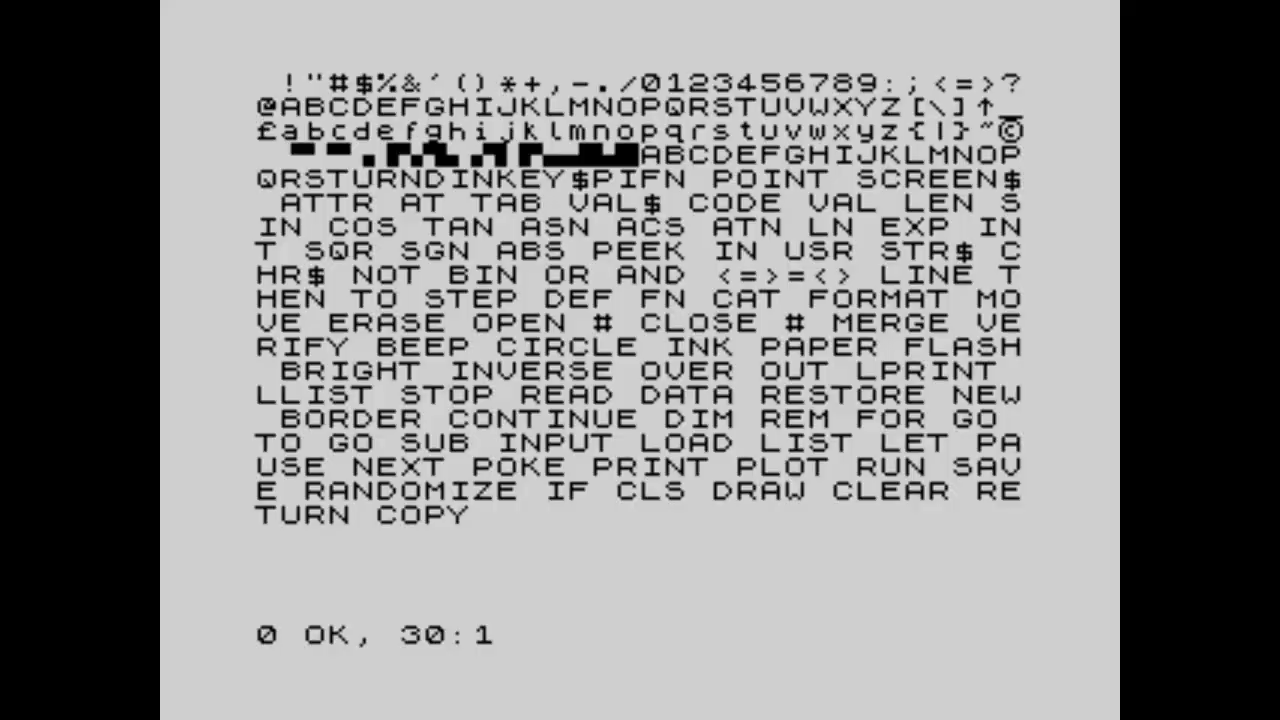 !"#$%&'()*+,-./0123456789:;<=>?
@ABCDEFGHIJKLMNOPQRSTUVWXYZ[\]↑_
£abcdefghijklmnopqrstuvwxyz{|}~©
ABCDEFGHIJKLMNOP
QRSTURNDINKEY$PIFN POINT SCREEN$
ATTR AT TAB VAL$ CODE VAL LEN S
IN COS TAN ASN ACS ATN LN EXP IN
T SQR SGN ABS PEEK IN USR STR$ C
HR$ NOT BIN OR AND <=>=<> LINE T
HEN TO STEP DEF FN CAT FORMAT MO
VE ERASE OPEN # CLOSE # MERGE VE
RIFY BEEP CIRCLE INK PAPER FLASH
BRIGHT INVERSE OVER OUT LPRINT
LLIST STOP READ DATA RESTORE NEW
BORDER CONTINUE DIM REM FOR GO
TO GO SUB INPUT LOAD LIST LET PA
USE NEXT POKE PRINT PLOT RUN SAV
E RANDOMIZE IF CLS DRAW CLEAR RE
TURN COPY
0 OK, 30:1